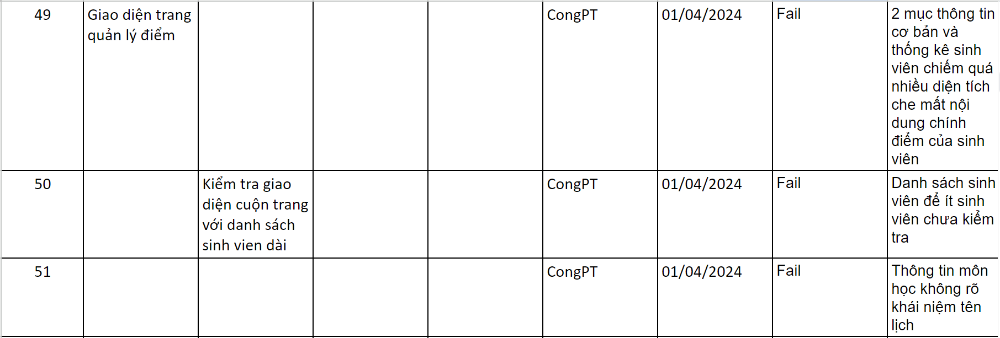 49
Giao diện trang
quản lý điểm
CongPT
01/04/2024
Fail
2 mục thông tin
cơ bản và
thống kê sinh
viên chiếm quá
nhiều diện tích
che mất nội
dung chính
điểm của sinh
viên
50
Kiểm tra giao
diện cuộn trang
với danh sách
sinh vien dài
CongPT
01/04/2024
Fail
Danh sách sinh
viên để ít sinh
viên chưa kiểm
tra
51
CongPT
01/04/2024
Fail
Thông tin môn
học không rõ
khái niệm tên
lịch